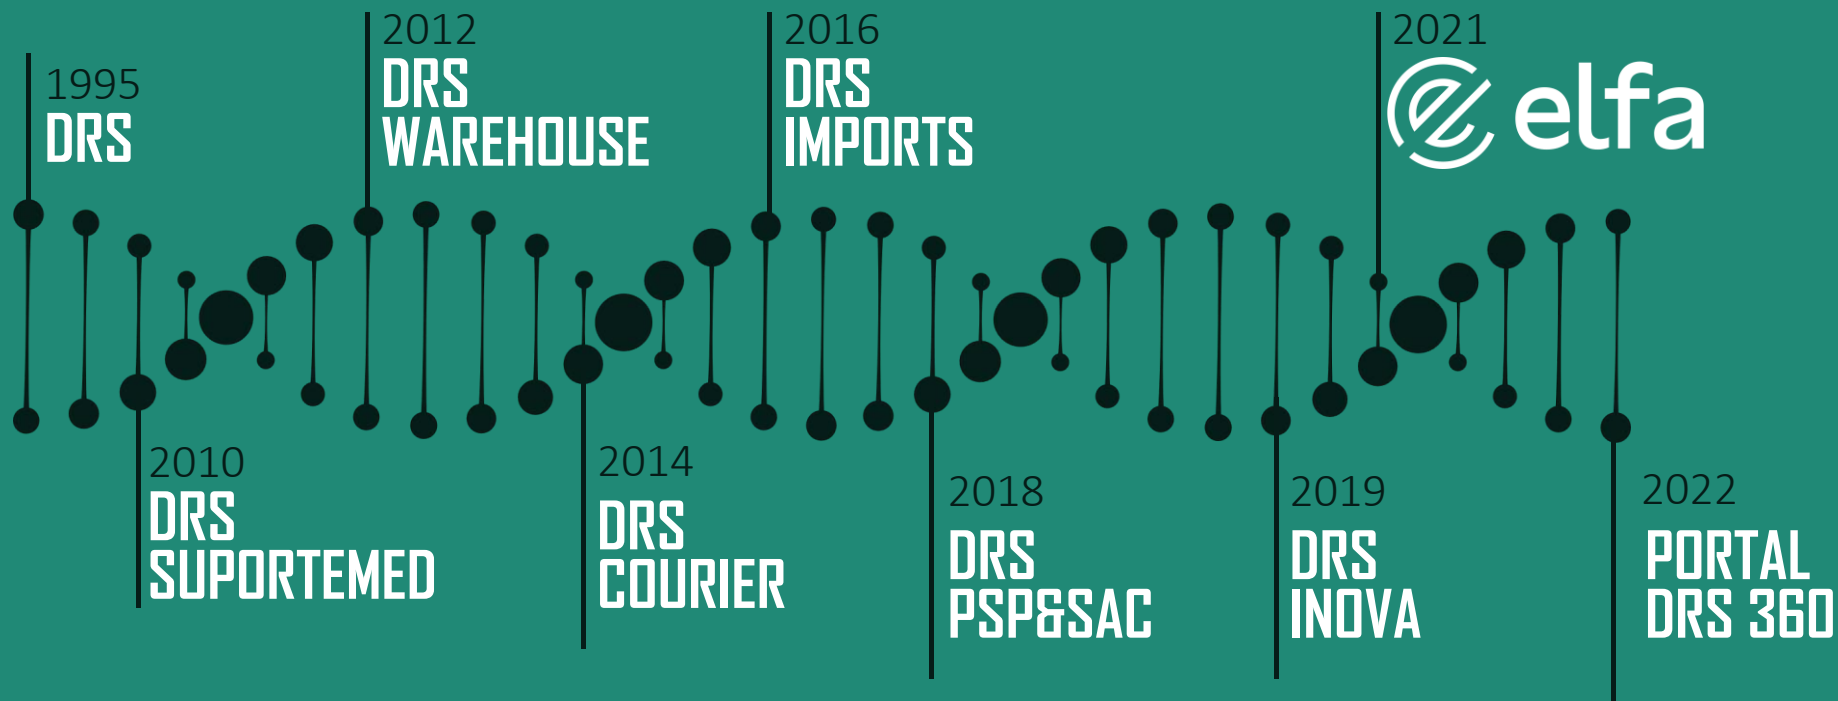 1995
DRS
2010
DRS
SUPORTEMED
2012
DRS
WAREHOUSE
2014
DRS
COURIER
2016
DRS
IMPORTS
2018
DRS
PSP&SAC
2019
DRS
INOVA
2021
elfa
2022
PORTAL
DRS 360